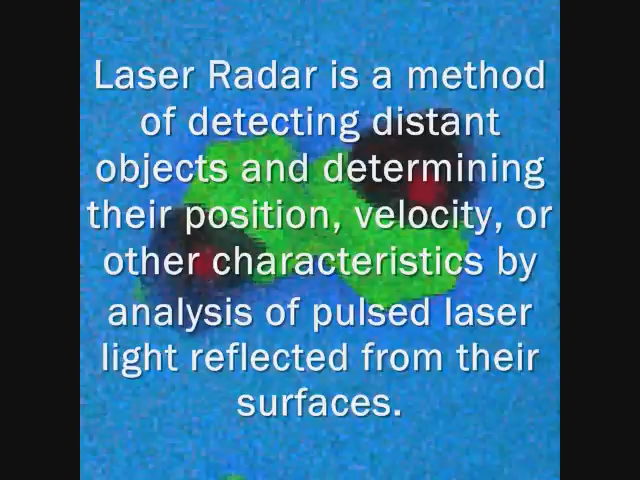 Laser Radar is a method
of detecting distant
objects and determining
their position, velocity, or
other characteristics by
analysis of pulsed laser
light reflected from their
surfaces.